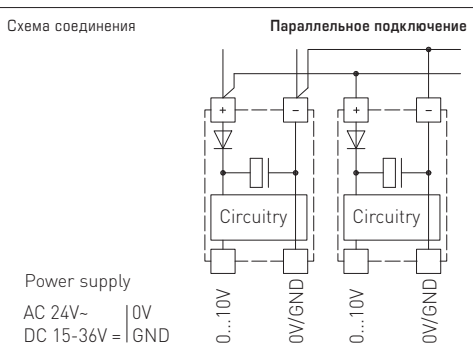 Схема соединения
Параллельное подключение
+
–
+
–
Circuitry
Circuitry
Power supply
AC 24V~ 0V
DC 15-36V = GND
0...10V
0V/GND
0...10V
0V/GND